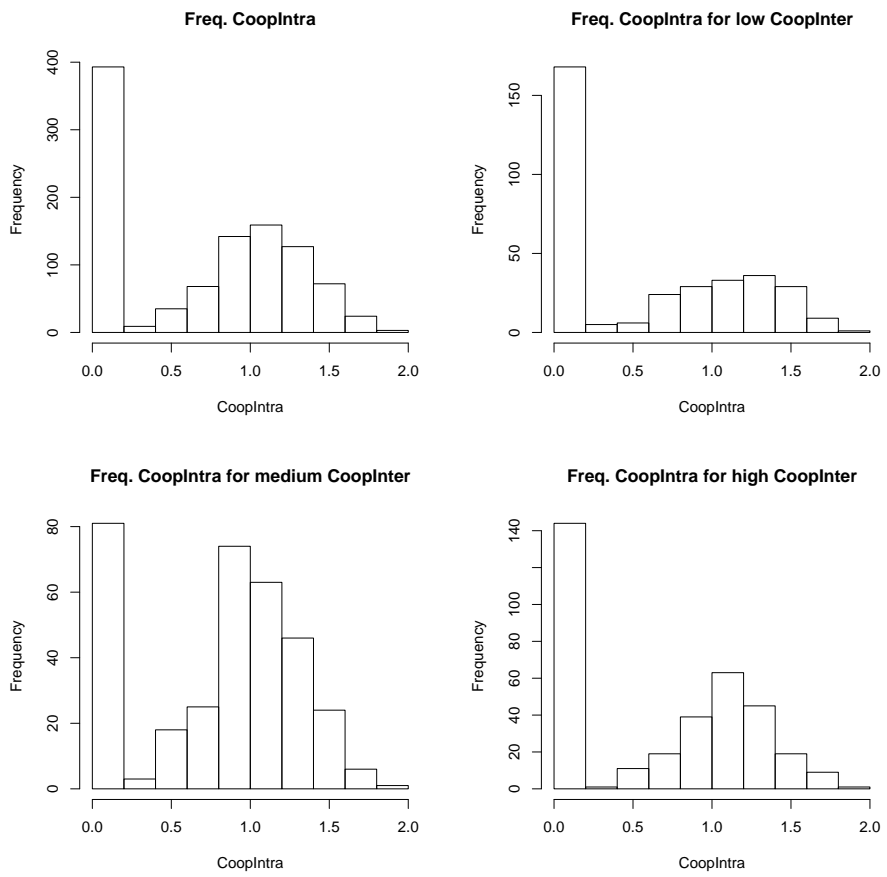 Freq. CoopIntra
Frequency
0 100 200 300 400
0.0 0.5 1.0 1.5 2.0
CoopIntra
Freq. CoopIntra for low CoopInter
Frequency
0 50 100 150
0.0 0.5 1.0 1.5 2.0
CoopIntra
Freq. CoopIntra for medium CoopInter
Frequency
0 20 40 60 80
0.0 0.5 1.0 1.5 2.0
CoopIntra
Freq. CoopIntra for high CoopInter
Frequency
0 20 40 60 80 100 140
0.0 0.5 1.0 1.5 2.0
CoopIntra